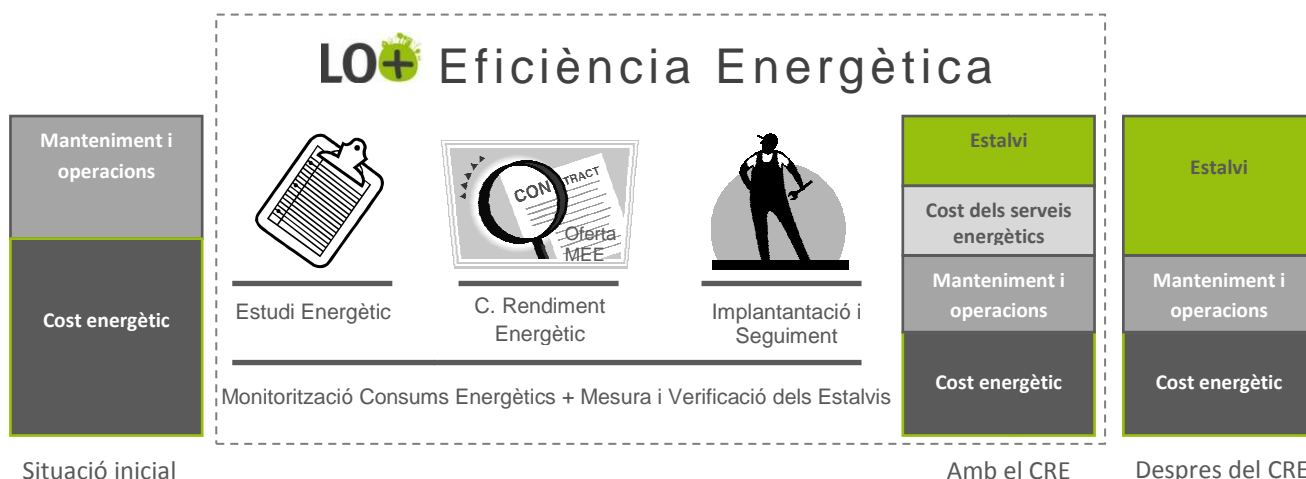 LO+ Eficiència Energètica
Manteniment i
operacions
Cost energètic
Situació inicial
CONTRACT
Oferta
MEE
Estudi Energètic
C. Rendiment
Energètic
Implantantació i
Seguiment
Monitorització Consums Energètics + Mesura i Verificació dels Estalvis
Estalvi
Cost dels serveis
energètics
Manteniment i
operacions
Cost energètic
Amb el CRE
Estalvi
Manteniment i
operacions
Cost energètic
Despres del CRE